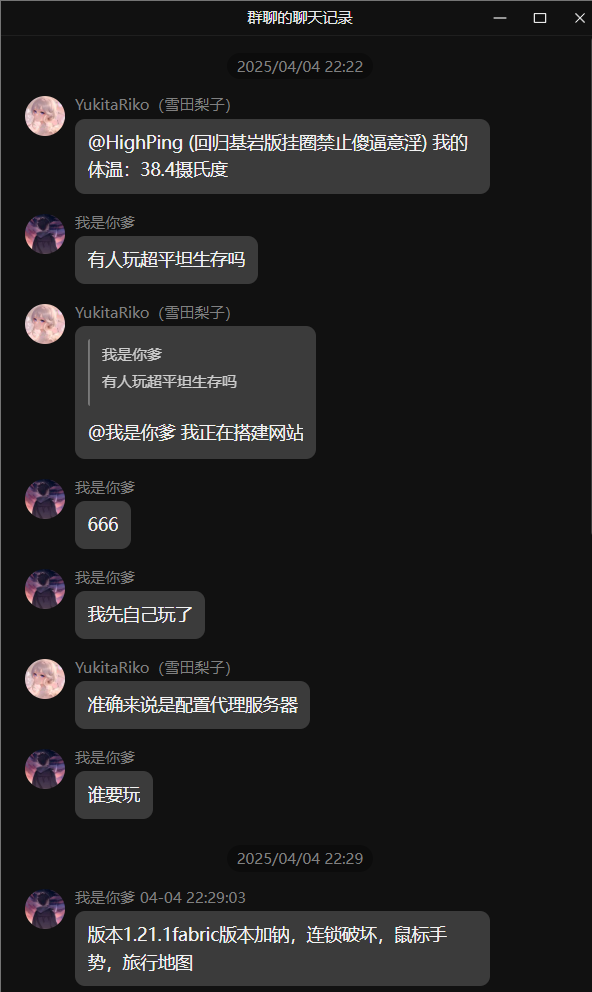 群聊的聊天记录
2025/04/04 22:22
YukitaRiko（雪田梨子）
@HighPing (回归基岩版挂圈禁止傻逼意淫) 我的
体温：38.4摄氏度
我是你爹
有人玩超平坦生存吗
YukitaRiko（雪田梨子）
我是你爹
有人玩超平坦生存吗
@我是你爹 我正在搭建网站
我是你爹
666
我是你爹
我先自己玩了
YukitaRiko（雪田梨子）
准确来说是配置代理服务器
我是你爹
谁要玩
2025/04/04 22:29
我是你爹 04-04 22:29:03
版本1.21.1fabric版本加钠，连锁破坏，鼠标手
势，旅行地图